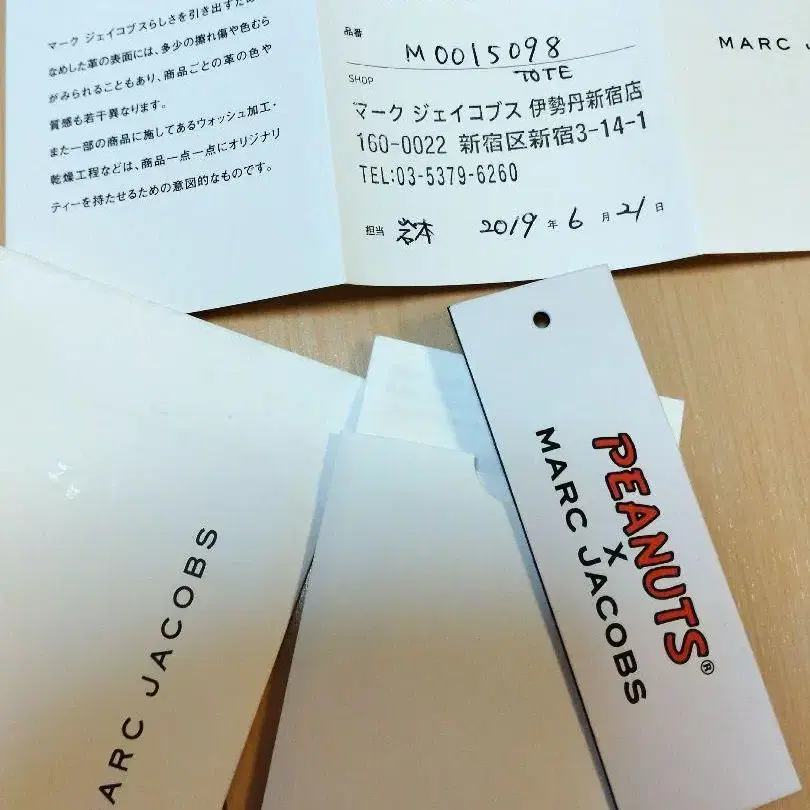 マーク ジェイコブスらしさを引き出すため
なめした革の表面には、多少の擦れ傷や色むら
がみられることもあり、商品ごとの革の色や
質感も若干異なります。
また一部の商品に施してあるウォッシュ加工・
乾燥工程などは、商品一点一点にオリジナリ
ティーを持たせるための意図的なものです。
品番
M0015098
TOTE
SHOP
マーク ジェイコブス 伊勢丹新宿店
160-0022 新宿区新宿3-14-1
TEL:03-5379-6260
担当 岩本 2019年6月21日
MARC J
ARC JACOBS
PEANUTS®
X
MARC JACOBS